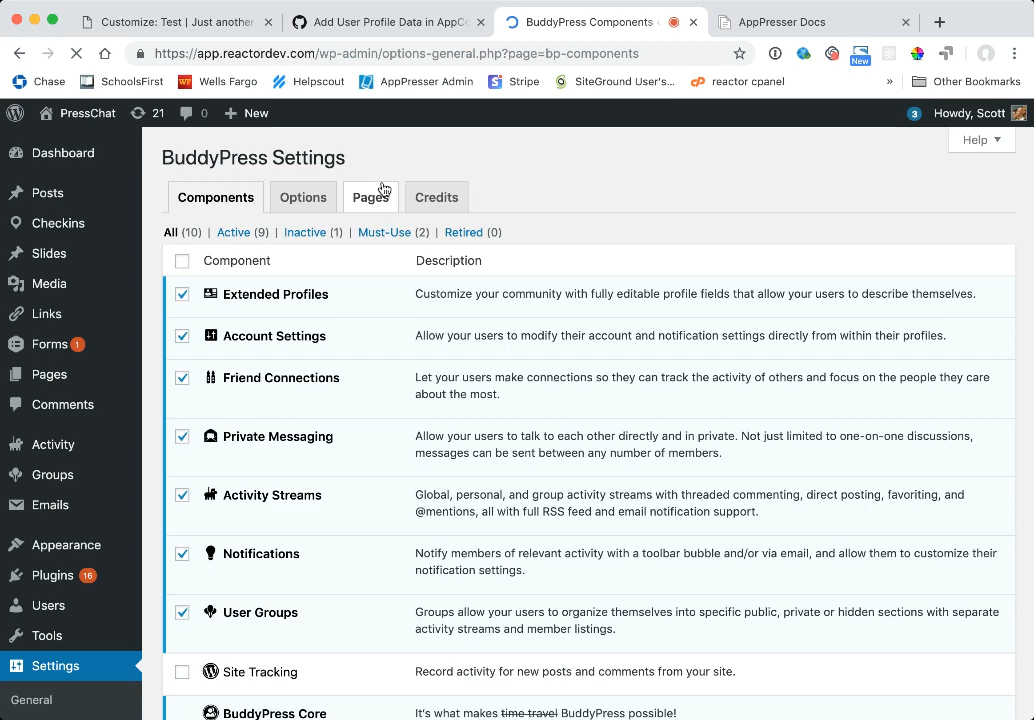 Customize: Test | Just another
Add User Profile Data in AppCo
BuddyPress Components
AppPresser Docs
https://app.reactordev.com/wp-admin/options-general.php?page=bp-components
New
Chase
SchoolsFirst
Wells Fargo
Helpscout
AppPresser Admin
Stripe
SiteGround User's...
cP reactor cpanel
»
Other Bookmarks
PressChat
21
0
New
3
Howdy, Scott
Help
Dashboard
Posts
Checkins
Slides
Media
Links
Forms 1
Pages
Comments
Activity
Groups
Emails
Appearance
Plugins 16
Users
Tools
Settings
General
BuddyPress Settings
Components
Options
Pages
Credits
All (10) | Active (9) | Inactive (1) | Must-Use (2) | Retired (0)
Component
Description
Extended Profiles
Customize your community with fully editable profile fields that allow your users to describe themselves.
Account Settings
Allow your users to modify their account and notification settings directly from within their profiles.
Friend Connections
Let your users make connections so they can track the activity of others and focus on the people they care
about the most.
Private Messaging
Allow your users to talk to each other directly and in private. Not just limited to one-on-one discussions,
messages can be sent between any number of members.
Activity Streams
Global, personal, and group activity streams with threaded commenting, direct posting, favoriting, and
@mentions, all with full RSS feed and email notification support.
Notifications
Notify members of relevant activity with a toolbar bubble and/or via email, and allow them to customize their
notification settings.
User Groups
Groups allow your users to organize themselves into specific public, private or hidden sections with separate
activity streams and member listings.
Site Tracking
Record activity for new posts and comments from your site.
BuddyPress Core
It's what makes time travel BuddyPress possible!